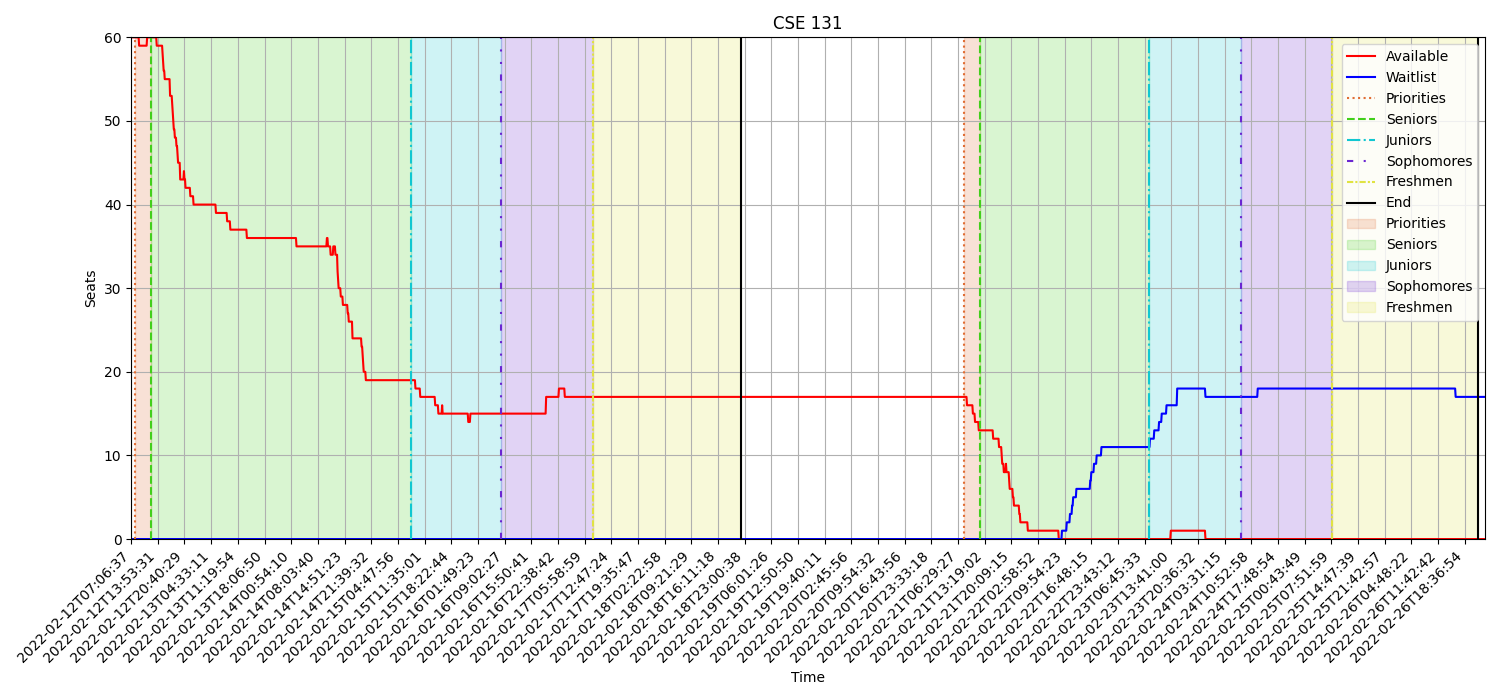 CSE 131
Seats
60
50
40
30
20
10
0
Available
Waitlist
Priorities
Seniors
Juniors
Sophomores
Freshmen
End
Priorities
Seniors
Juniors
Sophomores
Freshmen
2022-02-12T07:06:37
2022-02-12T13:53:31
2022-02-12T20:40:29
2022-02-13T04:33:11
2022-02-13T11:19:54
2022-02-13T18:06:50
2022-02-14T00:54:10
2022-02-14T08:03:40
2022-02-14T14:51:23
2022-02-14T21:39:32
2022-02-15T04:47:56
2022-02-15T11:35:01
2022-02-15T18:22:44
2022-02-16T01:49:23
2022-02-16T09:02:27
2022-02-16T15:50:41
2022-02-16T22:38:42
2022-02-17T05:58:59
2022-02-17T12:47:24
2022-02-17T19:35:47
2022-02-18T02:22:58
2022-02-18T09:21:29
2022-02-18T16:11:18
2022-02-18T23:00:38
2022-02-19T06:01:26
2022-02-19T12:50:50
2022-02-19T19:40:11
2022-02-20T02:45:56
2022-02-20T09:54:32
2022-02-20T16:43:56
2022-02-20T23:33:18
2022-02-21T06:29:27
2022-02-21T13:19:02
2022-02-21T20:09:15
2022-02-22T02:58:52
2022-02-22T09:54:23
2022-02-22T16:48:15
2022-02-22T23:43:12
2022-02-23T06:45:33
2022-02-23T13:41:00
2022-02-23T20:36:32
2022-02-24T03:31:15
2022-02-24T10:52:58
2022-02-24T17:48:54
2022-02-25T00:43:49
2022-02-25T07:51:59
2022-02-25T14:47:39
2022-02-25T21:42:57
2022-02-26T04:48:22
2022-02-26T11:42:42
2022-02-26T18:36:54
Time